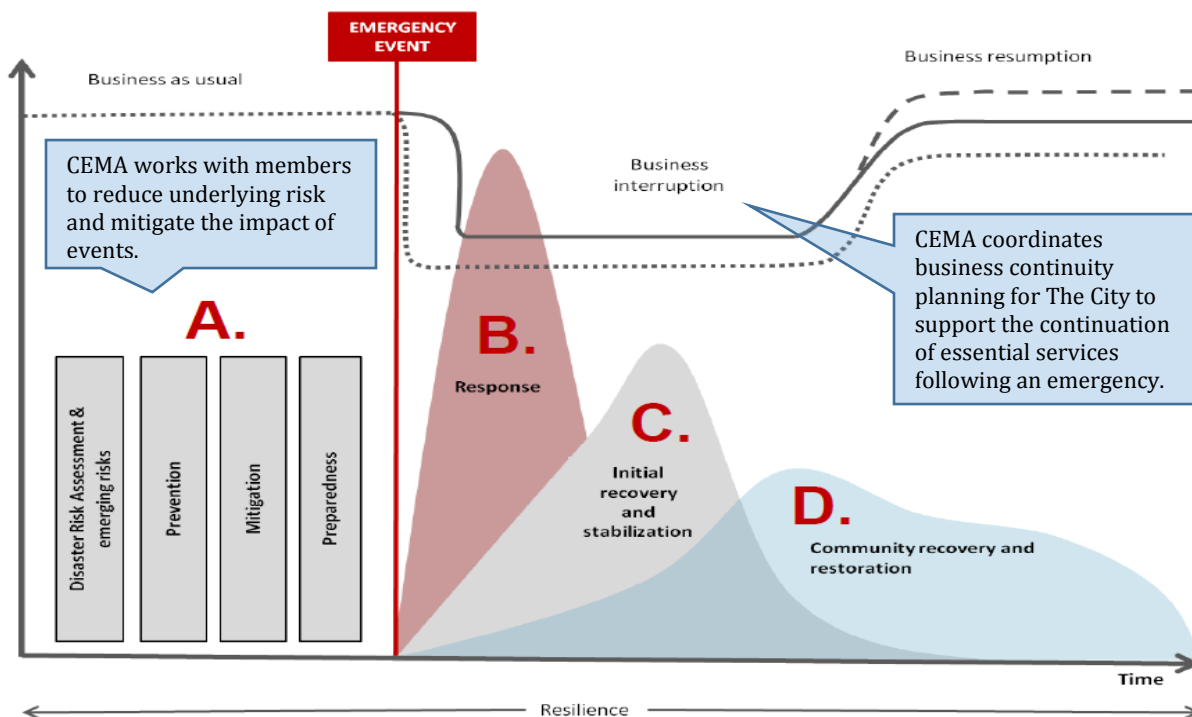 EMERGENCY
EVENT
Business as usual
Business resumption
CEMA works with members
to reduce underlying risk
and mitigate the impact of
events.
Business
interruption
CEMA coordinates
business continuity
planning for The City to
support the continuation
of essential services
following an emergency.
A.
B.
Response
C.
Initial
recovery
and
stabilization
D.
Community recovery and
restoration
Disaster Risk Assessment &
emerging risks
Prevention
Mitigation
Preparedness
Time
Resilience